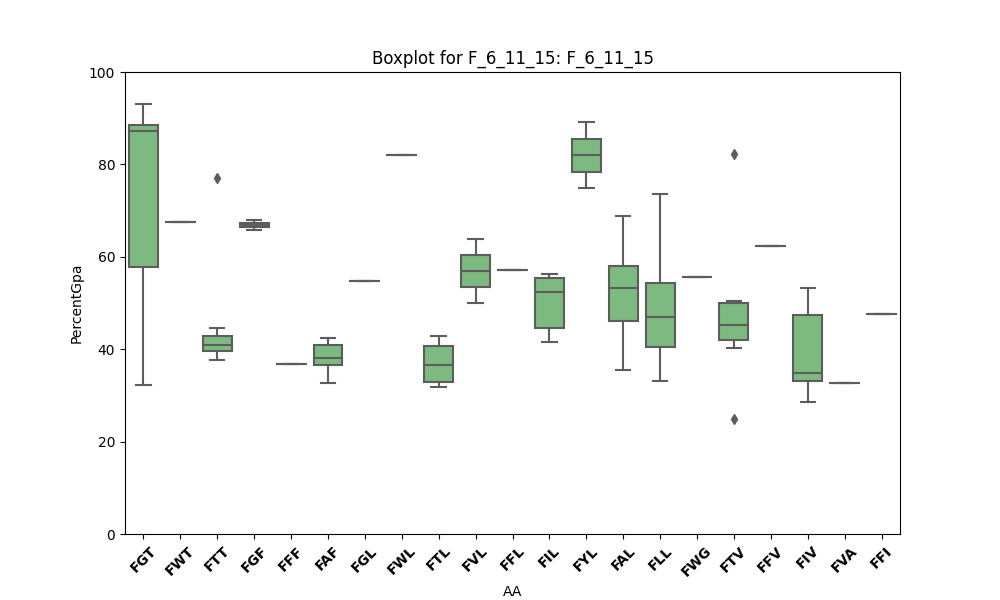 Boxplot for F_6_11_15: F_6_11_15
PercentGpa
100
80
60
40
20
0
FGT FWT FTT FGF FFF FAF FGL FWL FTL FVL FFL FIL FYL FAL FLL FWG FTV FFV FIV FVA FFI
AA